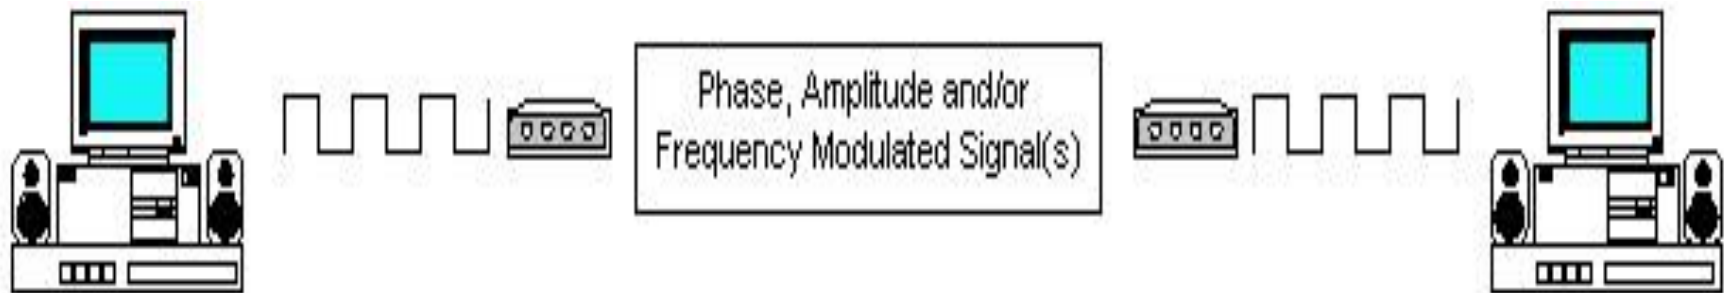 Phase, Amplitude and/or
Frequency Modulated Signal(s)